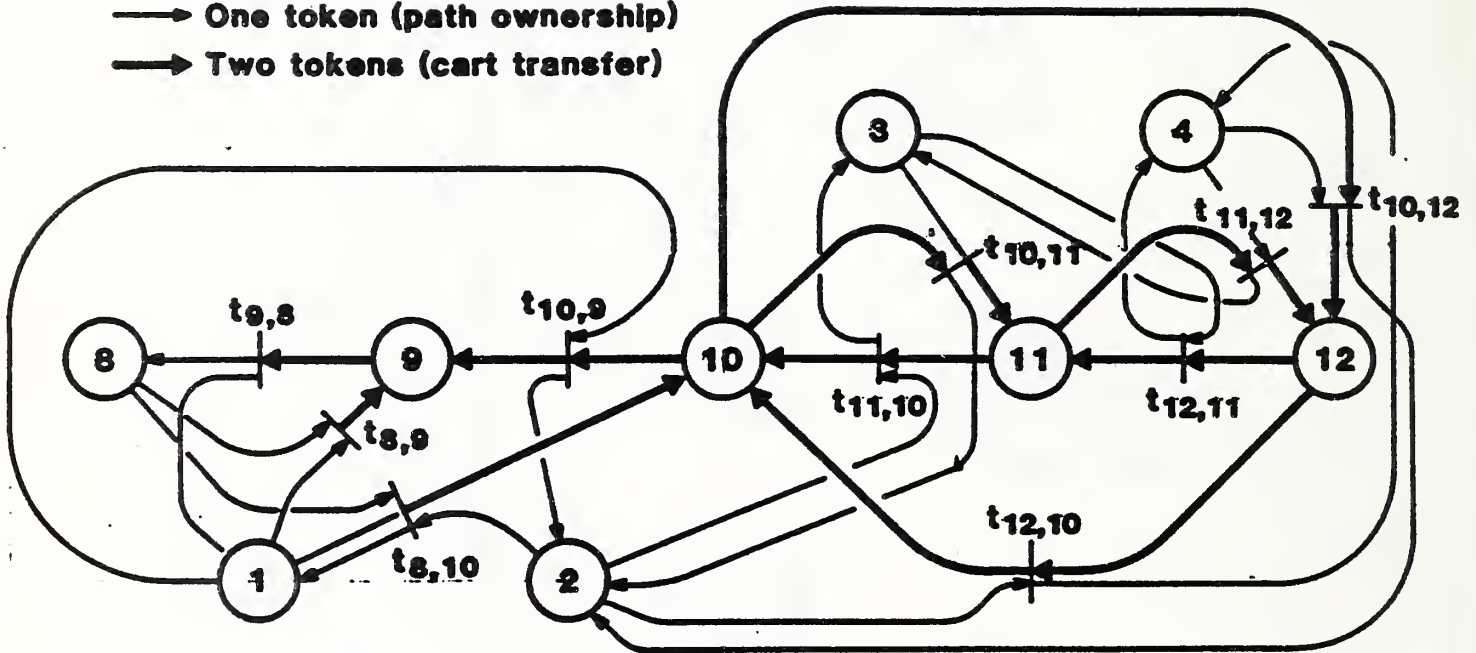 One token (path ownership)
Two tokens (cart transfer)
3
4
t10,12
t11,12
t10,11
t9,8
t10,9
8
9
10
11
12
t11,10
t12,11
t8,9
t12,10
t8,10
1
2